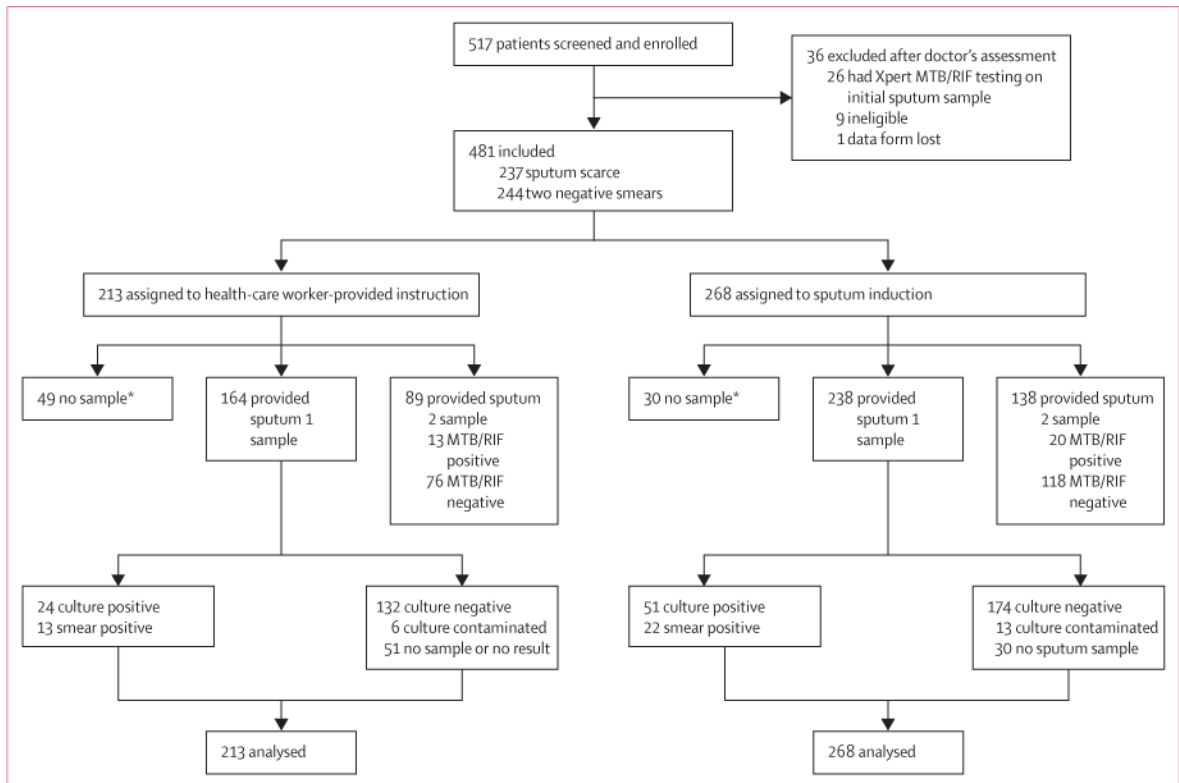 517 patients screened and enrolled
36 excluded after doctor's assessment
26 had Xpert MTB/RIF testing on
initial sputum sample
9 ineligible
1 data form lost
481 included
237 sputum scarce
244 two negative smears
213 assigned to health-care worker-provided instruction
268 assigned to sputum induction
49 no sample*
164 provided
sputum 1
sample
89 provided sputum
2 sample
13 MTB/RIF
positive
76 MTB/RIF
negative
30 no sample*
238 provided
sputum 1
sample
138 provided sputum
2 sample
20 MTB/RIF
positive
118 MTB/RIF
negative
24 culture positive
13 smear positive
132 culture negative
6 culture contaminated
51 no sample or no result
51 culture positive
22 smear positive
174 culture negative
13 culture contaminated
30 no sputum sample
213 analysed
268 analysed